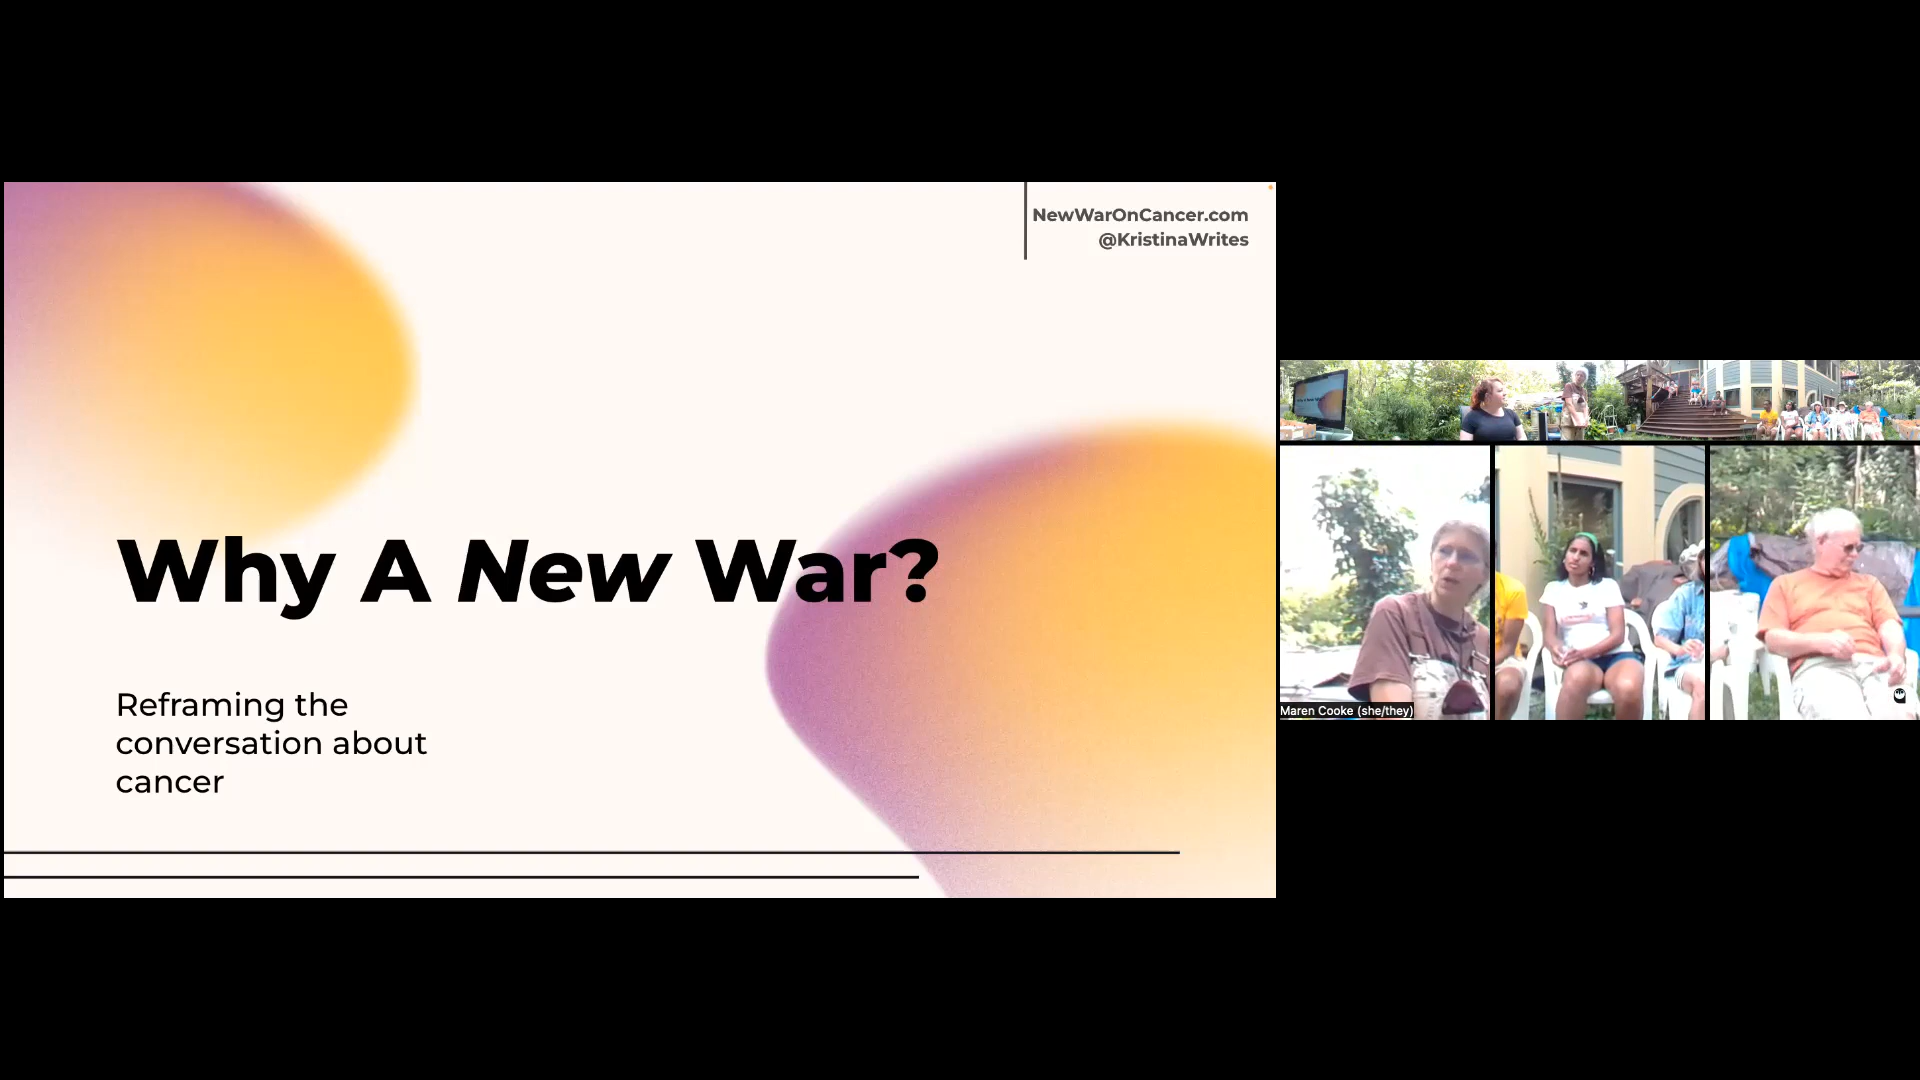 NewWarOnCancer.com
@KristinaWrites
Why A New War?
Reframing the
conversation about
cancer
Maren Cooke (she/they)